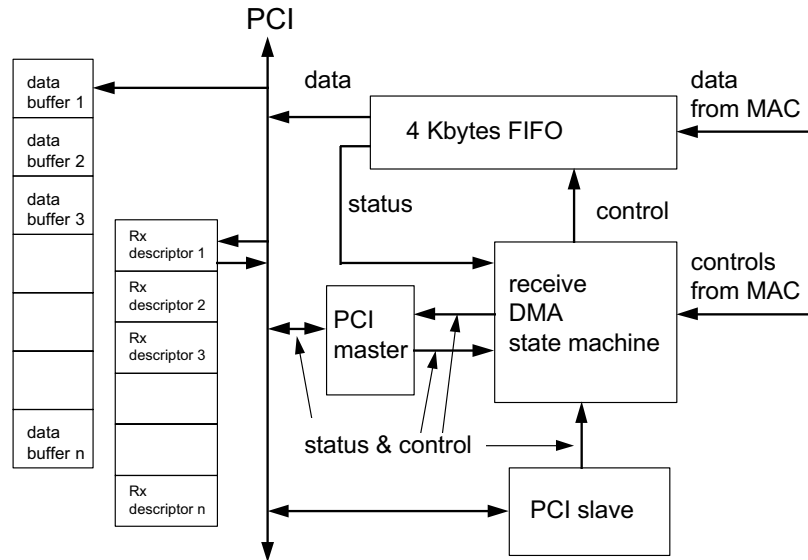 PCI
data
buffer 1
data
buffer 2
data
buffer 3
data
buffer n
Rx
descriptor 1
Rx
descriptor 2
Rx
descriptor 3
Rx
descriptor n
data
4 Kbytes FIFO
data
from MAC
status
control
receive
DMA
state machine
controls
from MAC
PCI
master
status & control
PCI slave